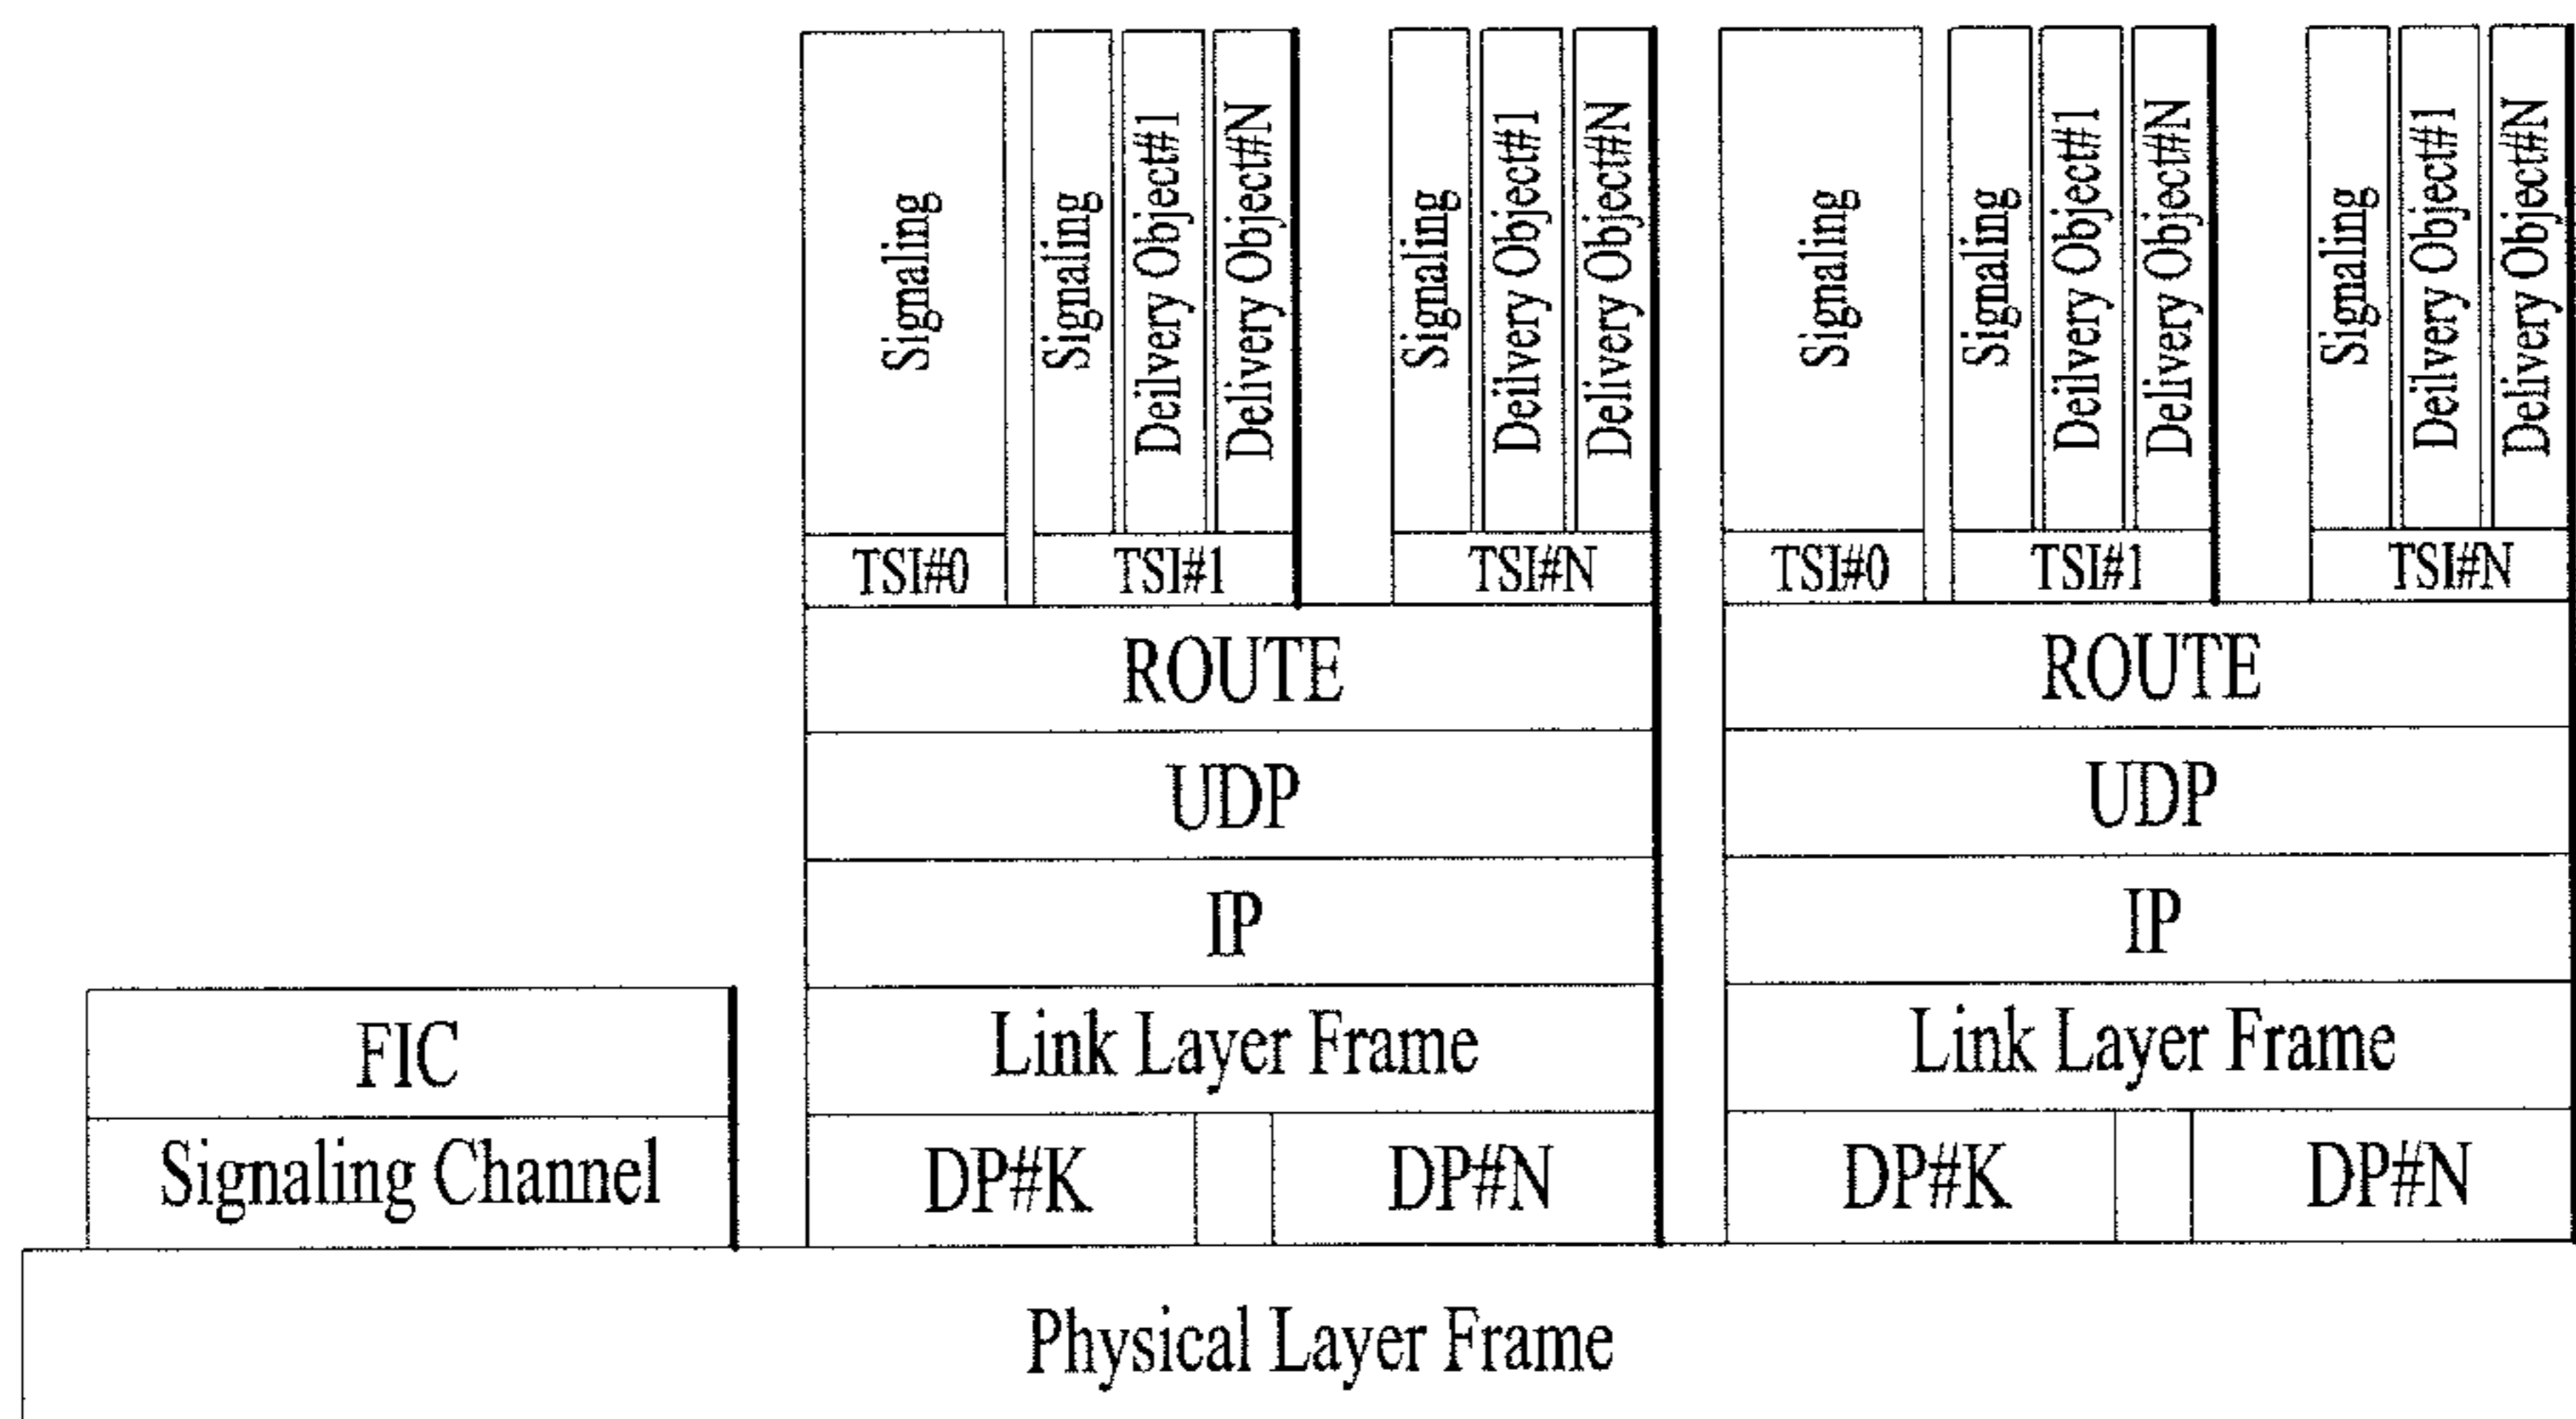 Signaling
Signaling
Deilvery Object#1
Delivery Object#N
Signaling
Deilvery Object#1
Delivery Object#N
Signaling
Signaling
Deilvery Object#1
Delivery Object#N
Signaling
Deilvery Object#1
Delivery Object#N
TSI#0
TSI#1
TSI#N
TSI#0
TSI#1
TSI#N
ROUTE
ROUTE
UDP
UDP
IP
IP
FIC
Link Layer Frame
Link Layer Frame
Signaling Channel
DP#K
DP#N
DP#K
DP#N
Physical Layer Frame